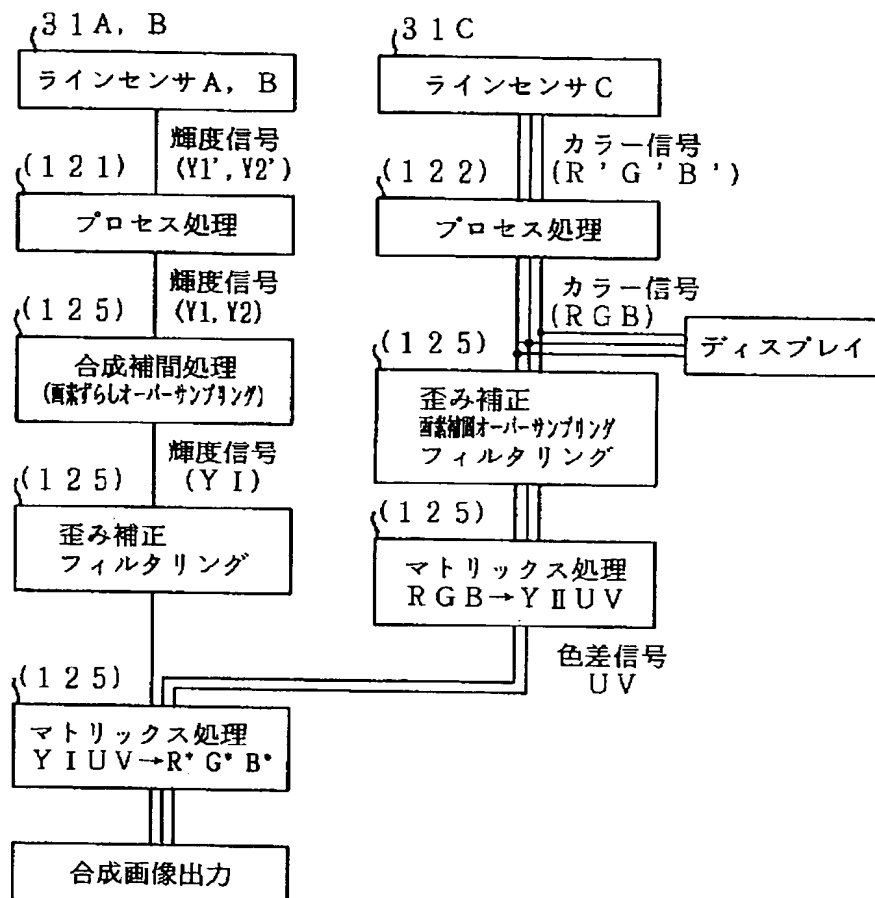 31A, B
ラインセンサA, B
輝度信号
(Y1', Y2')
(121)
プロセス処理
輝度信号
(Y1, Y2)
(125)
合成補間処理
(画素ずらしオーバーサンプリング)
輝度信号
(YI)
(125)
歪み補正
フィルタリング
(125)
マトリックス処理
YIUV→R* G* B*
合成画像出力
31C
ラインセンサC
カラー信号
(R'G'B')
(122)
プロセス処理
カラー信号
(RGB)
ディスプレイ
(125)
歪み補正
画素補間オーバーサンプリング
フィルタリング
(125)
マトリックス処理
RGB→YⅡUV
色差信号
UV